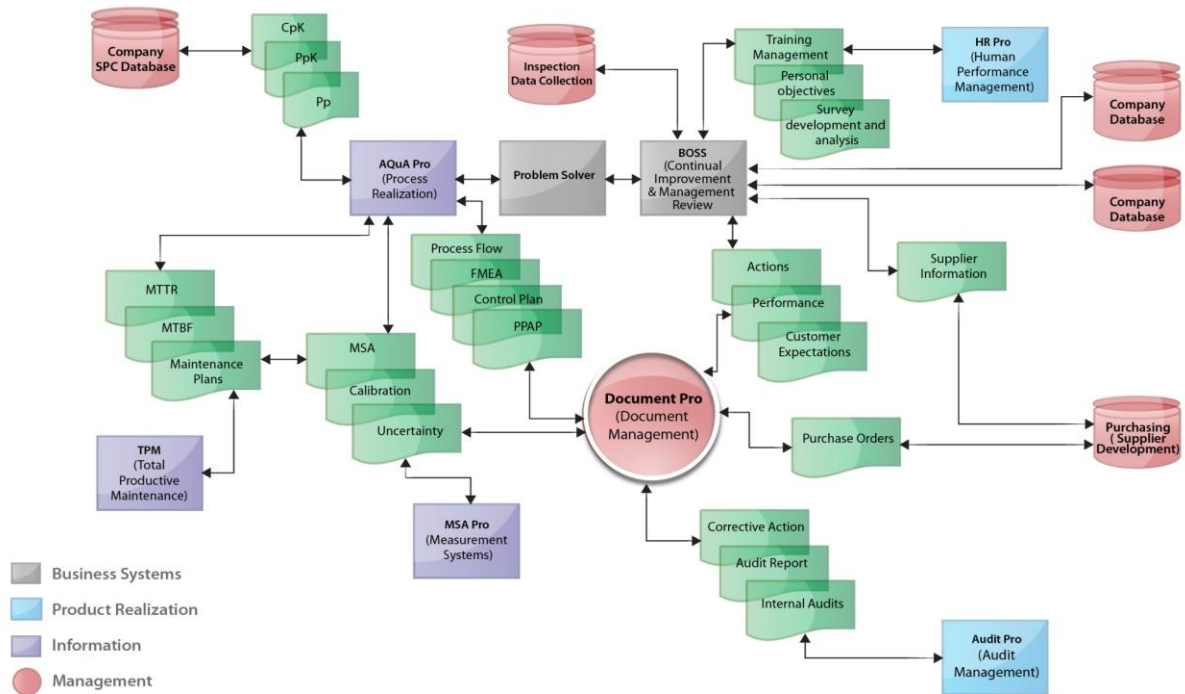 Company
SPC Database
CpK
PpK
Pp
Inspection
Data Collection
Training
Management
Personal
objectives
Survey
development and
analysis
HR Pro
(Human
Performance
Management)
Company
Database
AQuA Pro
(Process
Realization)
Problem Solver
BOSS
(Continual
Improvement
& Management
Review
Company
Database
MTTR
MTBF
Maintenance
Plans
Process Flow
FMEA
Control Plan
PPAP
Actions
Performance
Customer
Expectations
Supplier
Information
MSA
Calibration
Uncertainty
Document Pro
(Document
Management)
Purchase Orders
Purchasing
( Supplier
Development)
TPM
(Total
Productive
Maintenance)
MSA Pro
(Measurement
Systems)
Corrective Action
Audit Report
Internal Audits
Audit Pro
(Audit
Management)
Business Systems
Product Realization
Information
Management